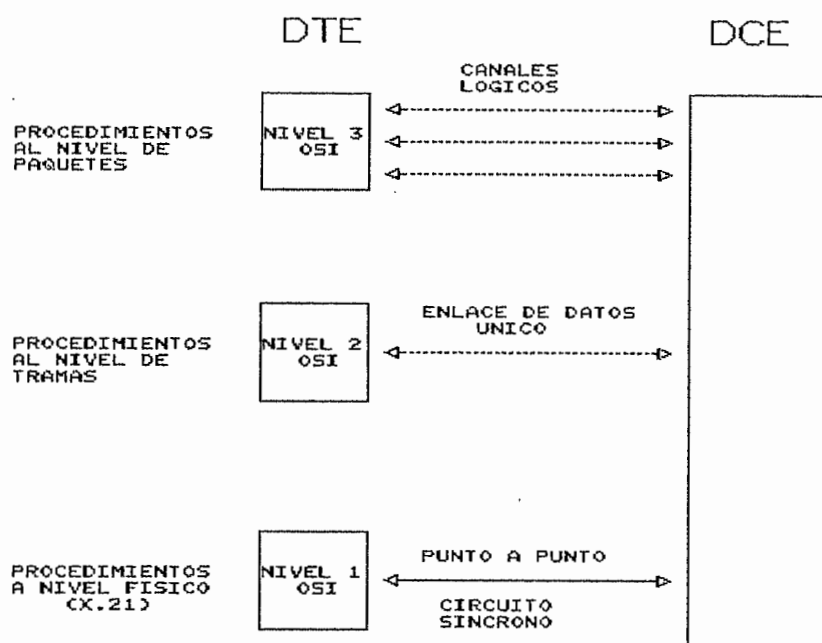 DTE
DCE
CANALES
LOGICOS
PROCEDIMIENTOS
AL NIVEL DE
PAQUETES
NIVEL 3
OSI
ENLACE DE DATOS
UNICO
PROCEDIMIENTOS
AL NIVEL DE
TRAMAS
NIVEL 2
OSI
PUNTO A PUNTO
PROCEDIMIENTOS
A NIVEL FISICO
(X.21)
NIVEL 1
OSI
CIRCUITO
SINCRONO